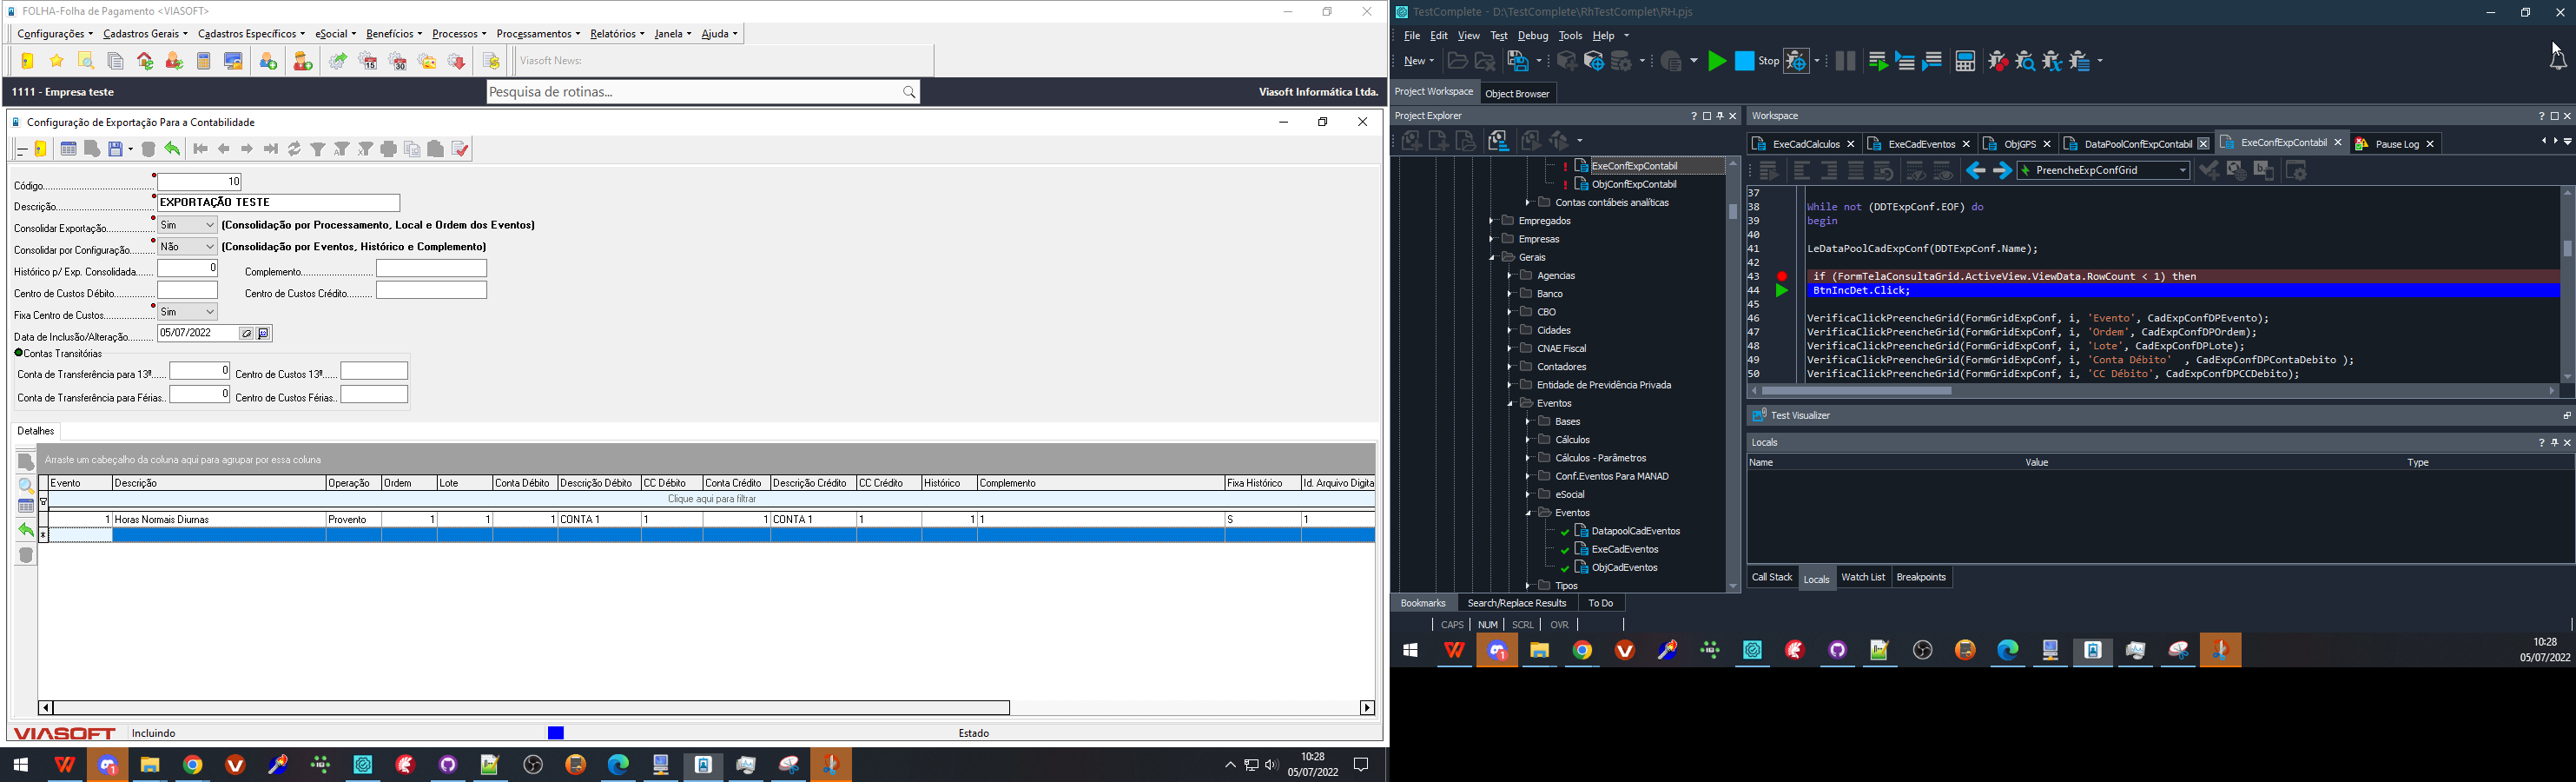 FOLHA-Folha de Pagamento <VIASOFT>
Configurações Cadastros Gerais Cadastros Específicos eSocial Benefícios Processos Processamentos Relatórios Janela Ajuda
Viasoft News:
1111 - Empresa teste
Pesquisa de rotinas...
Viasoft Informática Ltda.
Configuração de Exportação Para a Contabilidade
Código........................................ 10
Descrição.................................... EXPORTAÇÃO TESTE
Consolidar Exportação................. Sim (Consolidação por Processamento, Local e Ordem dos Eventos)
Consolidar por Configuração......... Não (Consolidação por Eventos, Histórico e Complemento)
Histórico p/ Exp. Consolidada....... 0 Complemento..........................
Centro de Custos Débito.............. Centro de Custos Crédito..........
Fixa Centro de Custos.................. Sim
Data de Inclusão/Alteração.......... 05/07/2022
Contas Transitórias
Conta de Transferência para 13º...... 0 Centro de Custos 13º......
Conta de Transferência para Férias.. 0 Centro de Custos Férias..
Detalhes
Arraste um cabeçalho da coluna aqui para agrupar por essa coluna
Evento Descrição Operação Ordem Lote Conta Débito Descrição Débito CC Débito Conta Crédito Descrição Crédito CC Crédito Histórico Complemento Fixa Histórico Id. Arquivo Digita
Clique aqui para filtrar
1 Horas Normais Diurnas Provento 1 1 1 CONTA 1 1 1 CONTA 1 1 1 1 S 1
VIASOFT Incluindo Estado
10:28
05/07/2022
TestComplete - D:\TestComplete\RhTestComplet\RH.pjs
File Edit View Test Debug Tools Help
New Stop
Project Workspace Object Browser
Project Explorer
ExeConfExpContabil
ObjConfExpContabil
Contas contábeis analíticas
Empregados
Empresas
Gerais
Agencias
Banco
CBO
Cidades
CNAE Fiscal
Contadores
Entidade de Previdência Privada
Eventos
Bases
Cálculos
Cálculos - Parâmetros
Conf.Eventos Para MANAD
eSocial
Eventos
DatapoolCadEventos
ExeCadEventos
ObjCadEventos
Tipos
Bookmarks Search/Replace Results To Do
CAPS NUM SCRL OVR
Workspace
ExeCadCalculos ExeCadEventos ObjGPS DataPoolConfExpContabil ExeConfExpContabil Pause Log
PreencheExpConfGrid
37
38 While not (DDTExpConf.EOF) do
39 begin
40
41 LeDataPoolCadExpConf(DDTExpConf.Name);
42
43 if (FormTelaConsultaGrid.ActiveView.ViewData.RowCount < 1) then
44 BtnIncDet.Click;
45
46 VerificaClickPreencheGrid(FormGridExpConf, i, 'Evento', CadExpConfDPEvento);
47 VerificaClickPreencheGrid(FormGridExpConf, i, 'Ordem', CadExpConfDPOrdem);
48 VerificaClickPreencheGrid(FormGridExpConf, i, 'Lote', CadExpConfDPLote);
49 VerificaClickPreencheGrid(FormGridExpConf, i, 'Conta Débito' , CadExpConfDPContaDebito );
50 VerificaClickPreencheGrid(FormGridExpConf, i, 'CC Débito', CadExpConfDPCCDebito);
Test Visualizer
Locals
Name Value Type
Call Stack Locals Watch List Breakpoints
10:28
05/07/2022